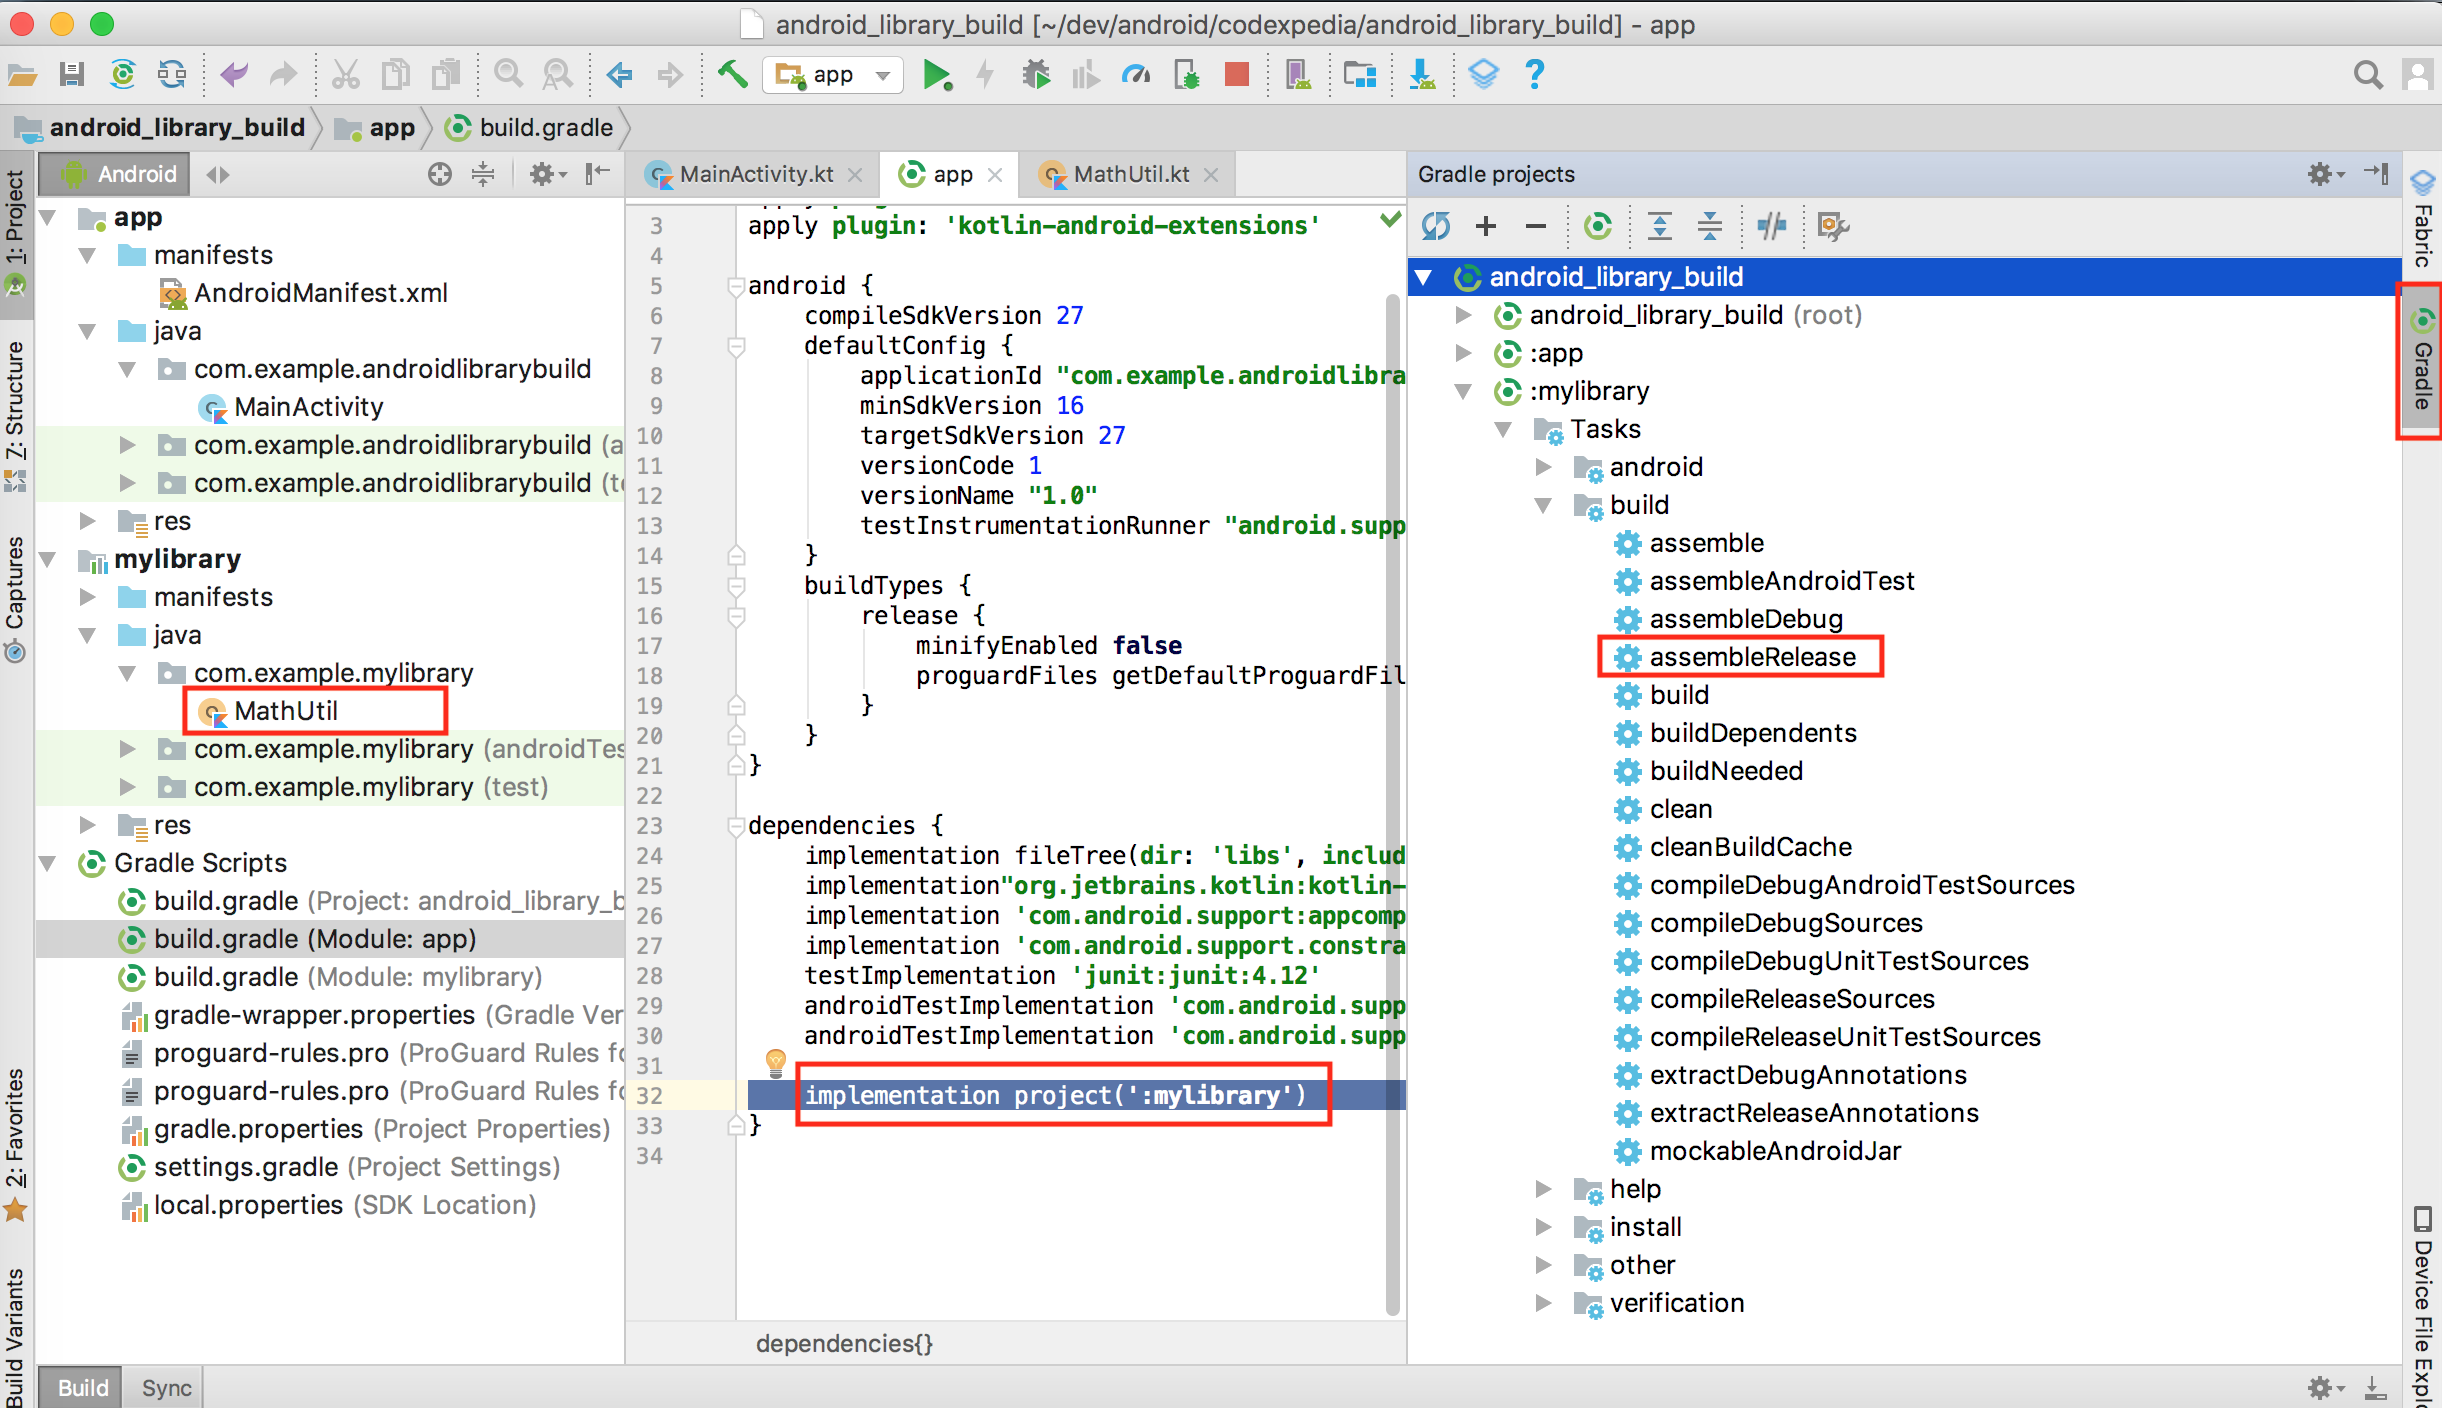 android_library_build [~/dev/android/codexpedia/android_library_build] - app
app
android_library_build app build.gradle
1: Project
7: Structure
Captures
2: Favorites
Build Variants
Android
app
manifests
AndroidManifest.xml
java
com.example.androidlibrarybuild
MainActivity
com.example.androidlibrarybuild (a
com.example.androidlibrarybuild (te
res
mylibrary
manifests
java
com.example.mylibrary
MathUtil
com.example.mylibrary (androidTes
com.example.mylibrary (test)
res
Gradle Scripts
build.gradle (Project: android_library_b
build.gradle (Module: app)
build.gradle (Module: mylibrary)
gradle-wrapper.properties (Gradle Ver
proguard-rules.pro (ProGuard Rules fo
proguard-rules.pro (ProGuard Rules fo
gradle.properties (Project Properties)
settings.gradle (Project Settings)
local.properties (SDK Location)
MainActivity.kt app MathUtil.kt
3 apply plugin: 'kotlin-android-extensions'
4
5 android {
6 compileSdkVersion 27
7 defaultConfig {
8 applicationId "com.example.androidlibra
9 minSdkVersion 16
10 targetSdkVersion 27
11 versionCode 1
12 versionName "1.0"
13 testInstrumentationRunner "android.supp
14 }
15 buildTypes {
16 release {
17 minifyEnabled false
18 proguardFiles getDefaultProguardFil
19 }
20 }
21 }
22
23 dependencies {
24 implementation fileTree(dir: 'libs', includ
25 implementation"org.jetbrains.kotlin:kotlin-
26 implementation 'com.android.support:appcomp
27 implementation 'com.android.support.constra
28 testImplementation 'junit:junit:4.12'
29 androidTestImplementation 'com.android.supp
30 androidTestImplementation 'com.android.supp
31
32 implementation project(':mylibrary')
33 }
34
dependencies{}
Gradle projects
android_library_build
android_library_build (root)
:app
:mylibrary
Tasks
android
build
assemble
assembleAndroidTest
assembleDebug
assembleRelease
build
buildDependents
buildNeeded
clean
cleanBuildCache
compileDebugAndroidTestSources
compileDebugSources
compileDebugUnitTestSources
compileReleaseSources
compileReleaseUnitTestSources
extractDebugAnnotations
extractReleaseAnnotations
mockableAndroidJar
help
install
other
verification
Fabric
Gradle
Device File Explo
Build Sync